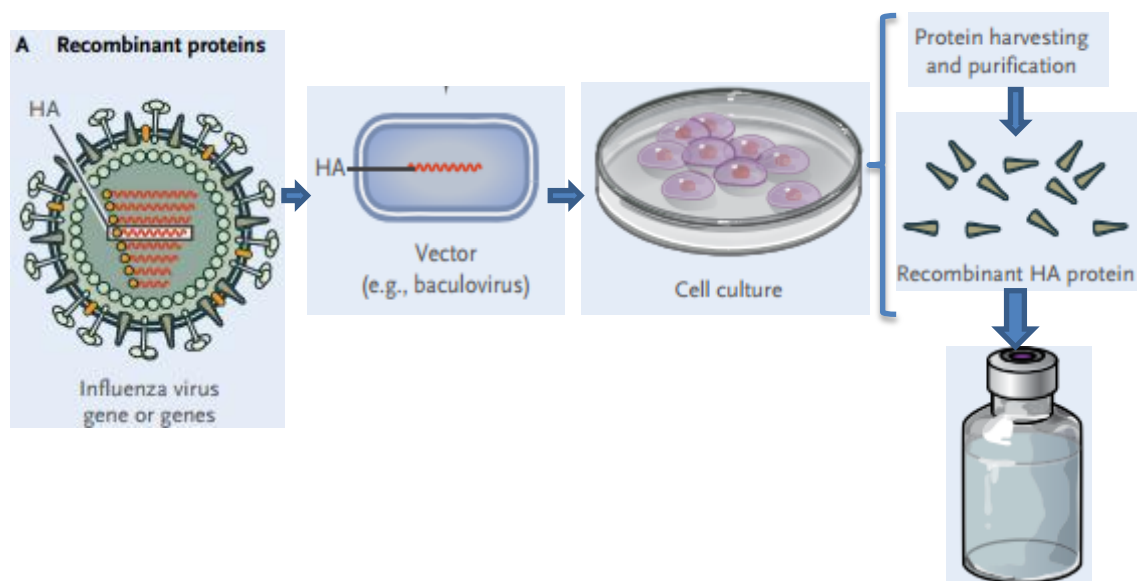 A Recombinant proteins
HA
Influenza virus
gene or genes
HA
Vector
(e.g., baculovirus)
Cell culture
Protein harvesting
and purification
Recombinant HA protein